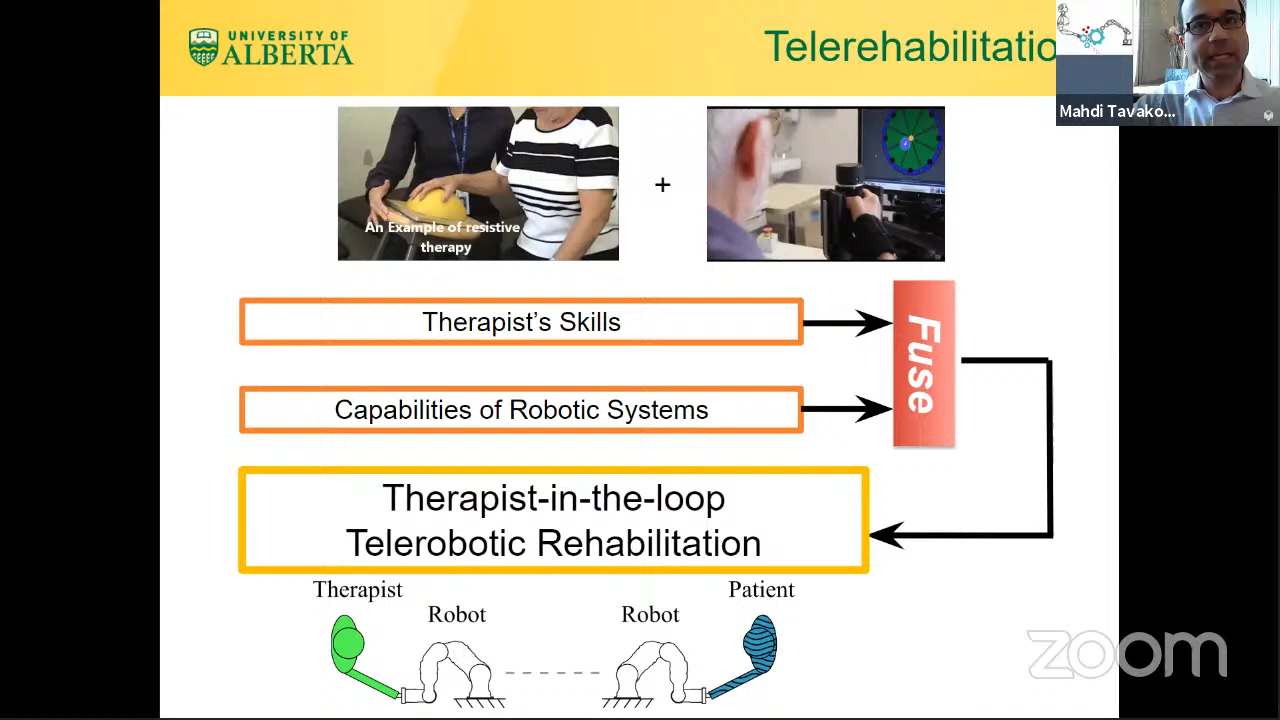 UNIVERSITY OF
ALBERTA
Telerehabilitatio
Mahdi Tavako...
An Example of resistive
therapy
+
Therapist's Skills
Fuse
Capabilities of Robotic Systems
Therapist-in-the-loop
Telerobotic Rehabilitation
Therapist
Robot
Robot
Patient
zoom